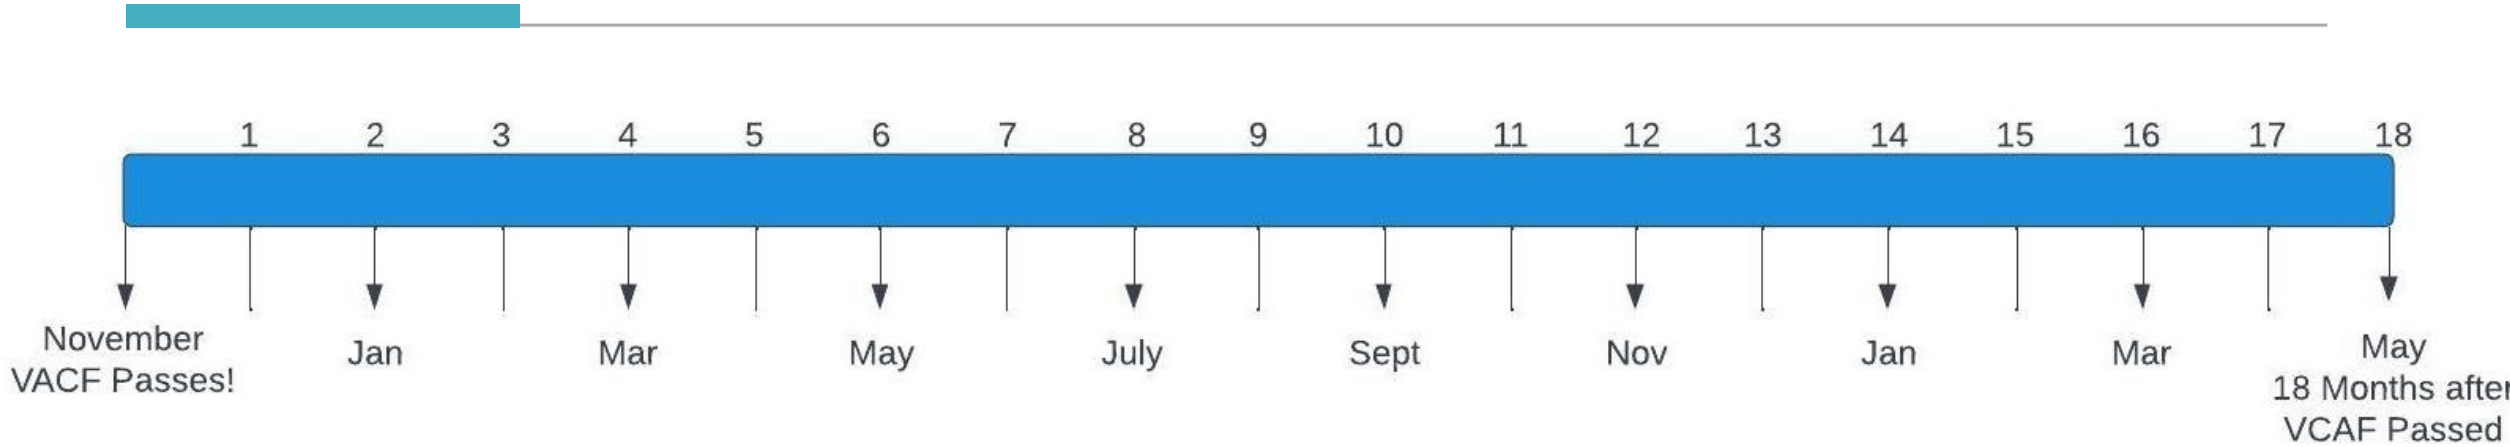 1 2 3 4 5 6 7 8 9 10 11 12 13 14 15 16 17 18
November
VACF Passes!
Jan
Mar
May
July
Sept
Nov
Jan
Mar
May
18 Months after
VCAF Passed